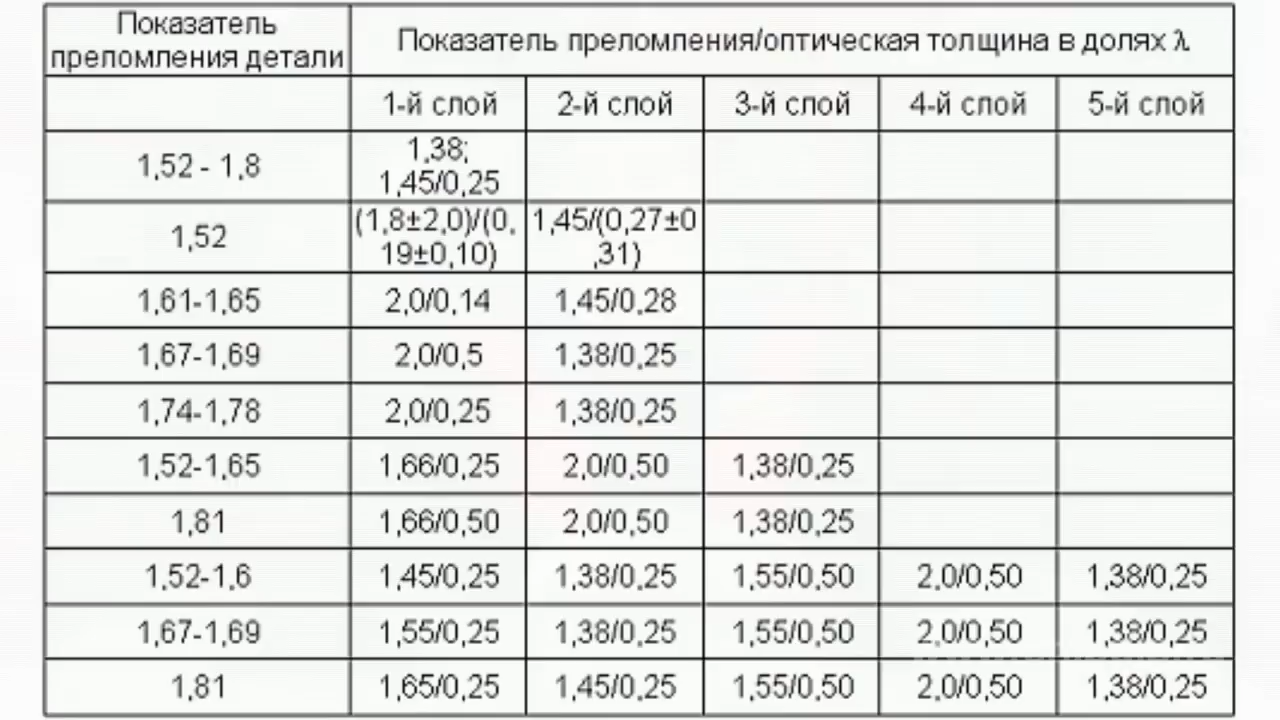 Показатель
преломления детали
Показатель преломления/оптическая толщина в долях λ
1-й слой 2-й слой 3-й слой 4-й слой 5-й слой
1,52 - 1,8 1,38;
1,45/0,25
1,52 (1,8±2,0)/(0, 1,45/(0,27±0
19±0,10) ,31)
1,61-1,65 2,0/0,14 1,45/0,28
1,67-1,69 2,0/0,5 1,38/0,25
1,74-1,78 2,0/0,25 1,38/0,25
1,52-1,65 1,66/0,25 2,0/0,50 1,38/0,25
1,81 1,66/0,50 2,0/0,50 1,38/0,25
1,52-1,6 1,45/0,25 1,38/0,25 1,55/0,50 2,0/0,50 1,38/0,25
1,67-1,69 1,55/0,25 1,38/0,25 1,55/0,50 2,0/0,50 1,38/0,25
1,81 1,65/0,25 1,45/0,25 1,55/0,50 2,0/0,50 1,38/0,25